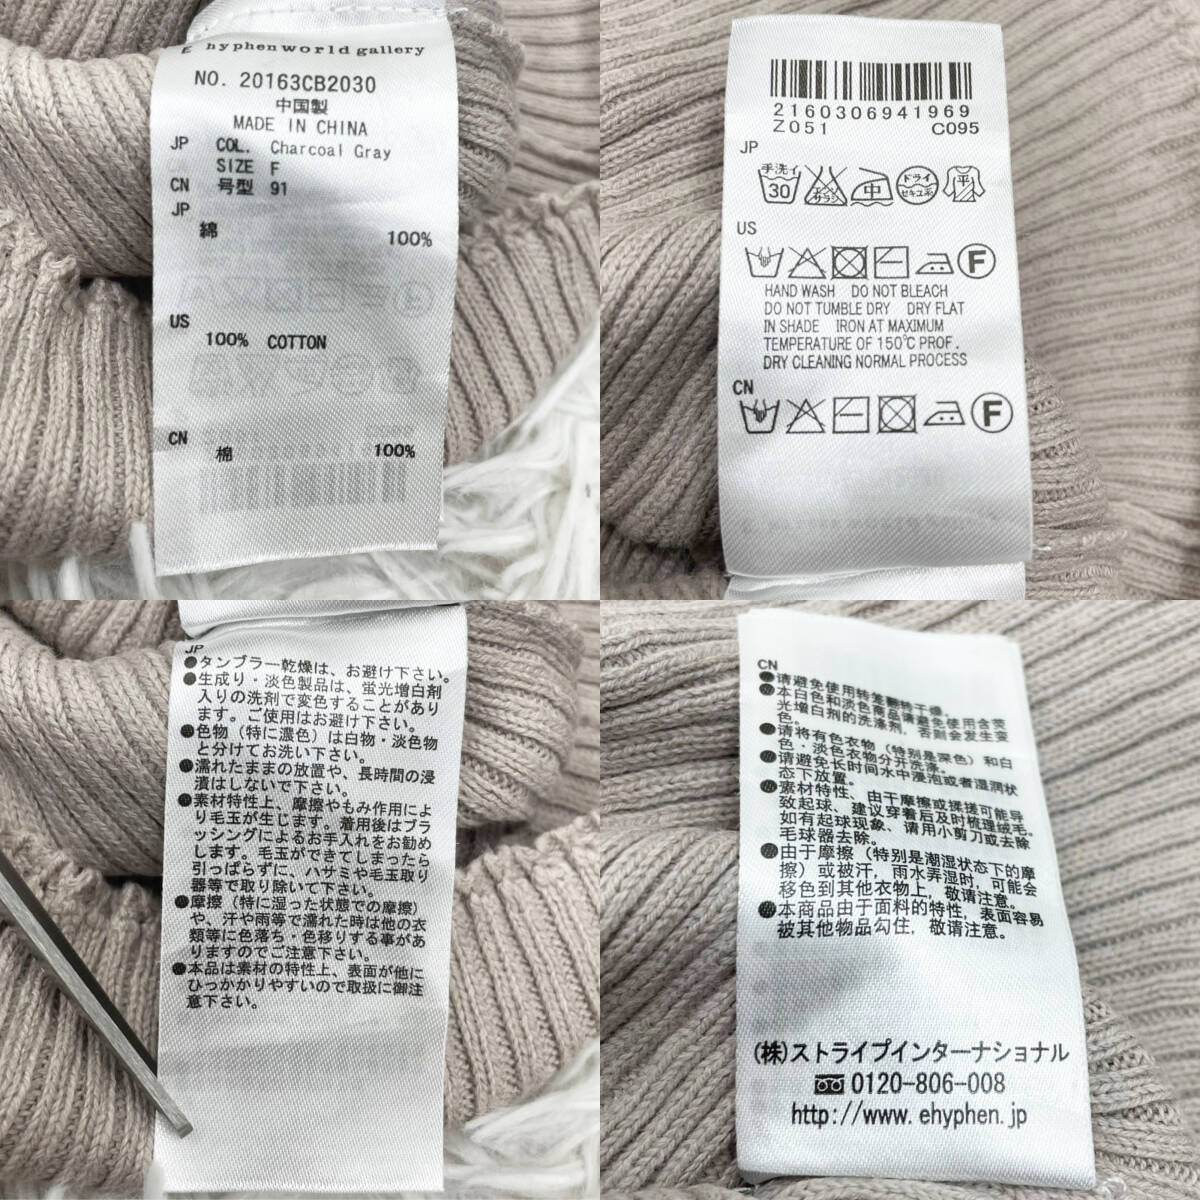 E hyphen world gallery
NO. 20163CB2030
中国製
MADE IN CHINA
JP COL. Charcoal Gray
SIZE F
CN 号型 91
JP
綿 100%
US
100% COTTON
CN
棉 100%
2160306941969
Z051 C095
JP
手洗イ 30 エンソ サラシ 中 ドライ セキユ系 平
US
F
HAND WASH DO NOT BLEACH
DO NOT TUMBLE DRY DRY FLAT
IN SHADE IRON AT MAXIMUM
TEMPERATURE OF 150℃ PROF.
DRY CLEANING NORMAL PROCESS
CN
F
JP
●タンブラー乾燥は、お避け下さい。
●生成り・淡色製品は、蛍光増白剤
入りの洗剤で変色することがあり
ます。ご使用はお避け下さい。
●色物（特に濃色）は白物・淡色物
と分けてお洗い下さい。
●濡れたままの放置や、長時間の浸
漬はしないで下さい。
●素材特性上、摩擦やもみ作用によ
り毛玉が生じます。着用後はブラ
ッシングによるお手入れをお勧め
します。毛玉ができてしまったら
引っぱらずに、ハサミや毛玉取り
器等で取り除いて下さい。
●摩擦（特に湿った状態での摩擦）
や、汗や雨等で濡れた時は他の衣
類等に色落ち・色移りする事があ
りますのでご注意下さい。
●本品は素材の特性上、表面が他に
ひっかかりやすいので取扱に御注
意下さい。
CN
●请避免使用转笼翻转干燥。
●本白色和淡色商品请避免使用含荧
光增白剂的洗涤剂，否则会发生变
色。
●请将有色衣物（特别是深色）和白
色・淡色衣物分开洗涤。
●请避免长时间水中浸泡或者湿润状
态下放置。
●素材特性、由于摩擦或揉搓可能导
致起球、建议穿着后及时梳理绒毛。
如有起球现象、请用小剪刀或去除
毛球器去除。
●由于摩擦（特别是潮湿状态下的摩
擦）或被汗，雨水弄湿时，可能会
移色到其他衣物上，敬请注意。
●本商品由于面料的特性，表面容易
被其他物品勾住，敬请注意。
(株)ストライプインターナショナル
0120-806-008
http://www.ehyphen.jp